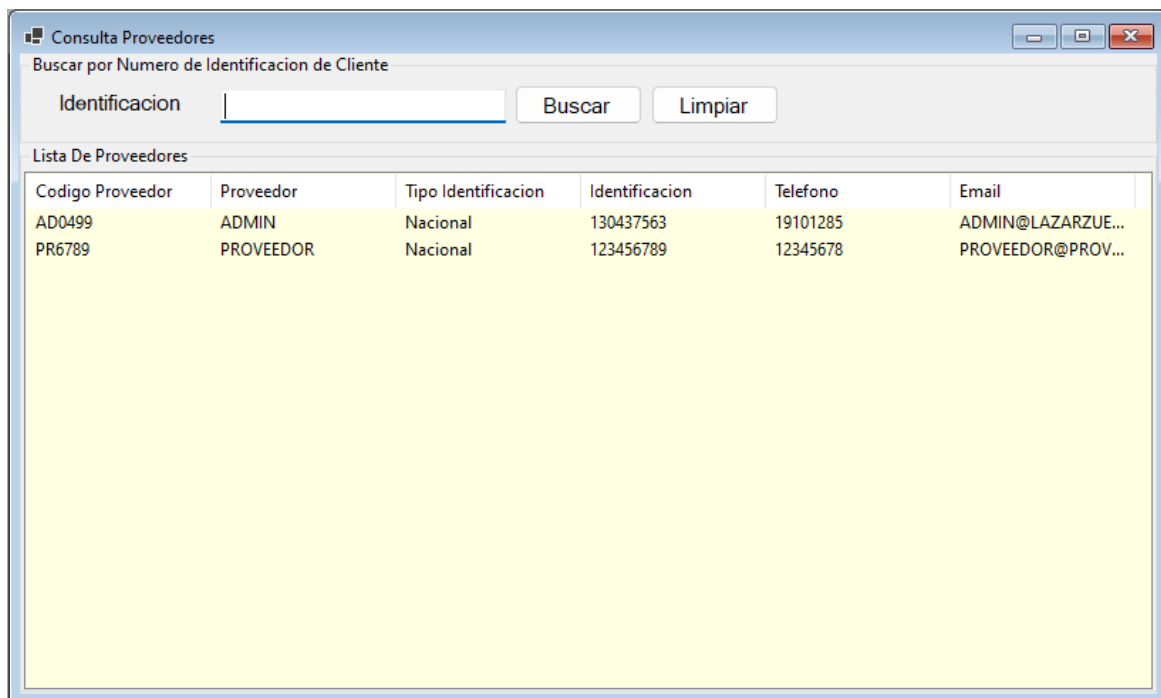 Consulta Proveedores
Buscar por Numero de Identificacion de Cliente
Identificacion Buscar Limpiar
Lista De Proveedores
Codigo Proveedor Proveedor Tipo Identificacion Identificacion Telefono Email
AD0499 ADMIN Nacional 130437563 19101285 ADMIN@LAZARZUE...
PR6789 PROVEEDOR Nacional 123456789 12345678 PROVEEDOR@PROV...